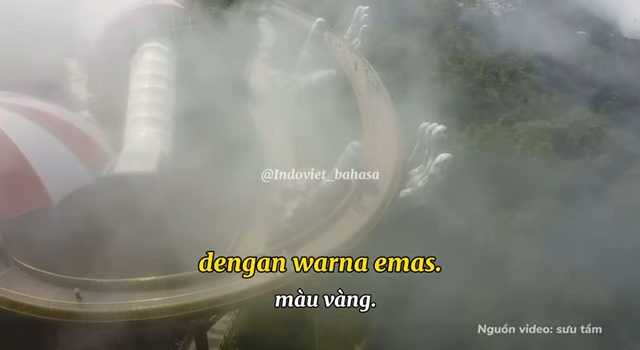 @Indoviet_bahasa
dengan warna emas.
màu vàng.
Nguồn video: sưu tầm